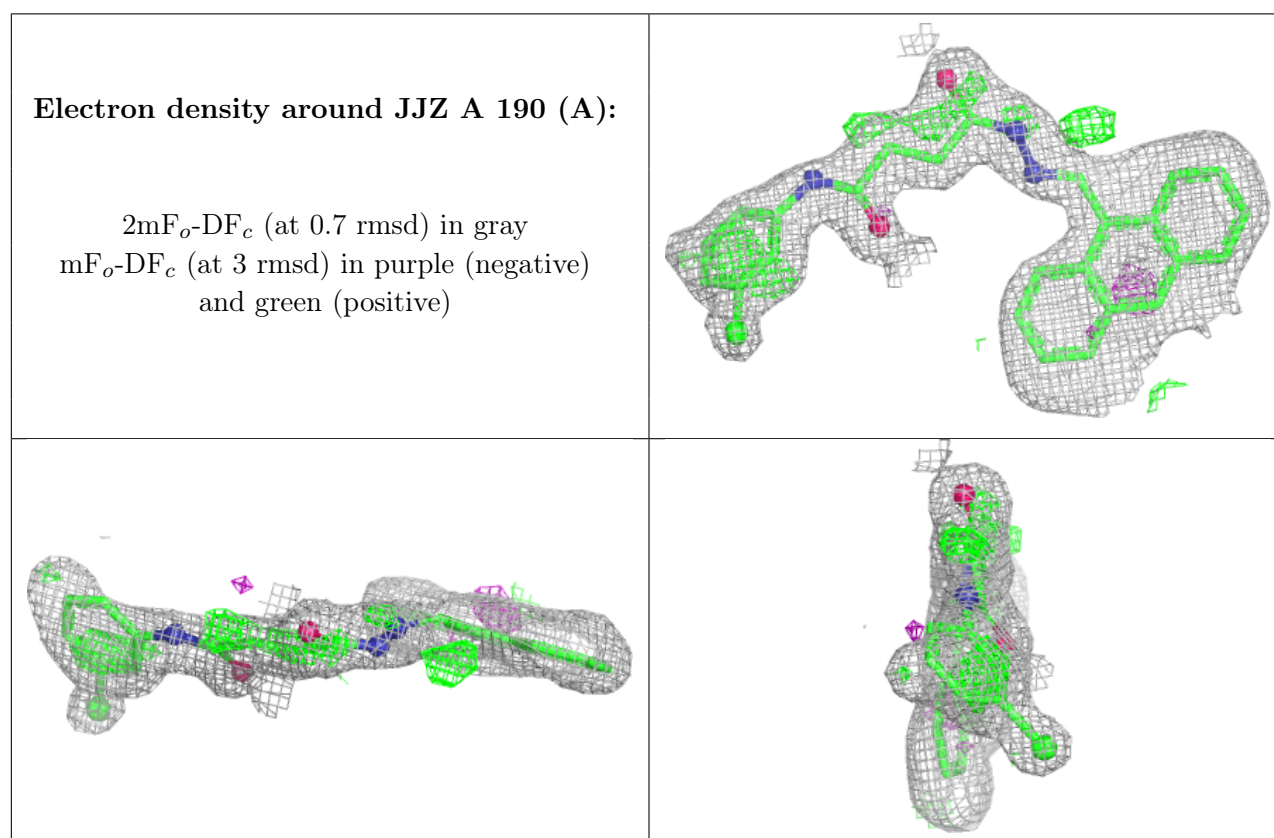 Electron density around JJZ A 190 (A):
2mFo-DFc (at 0.7 rmsd) in gray
mFo-DFc (at 3 rmsd) in purple (negative)
and green (positive)